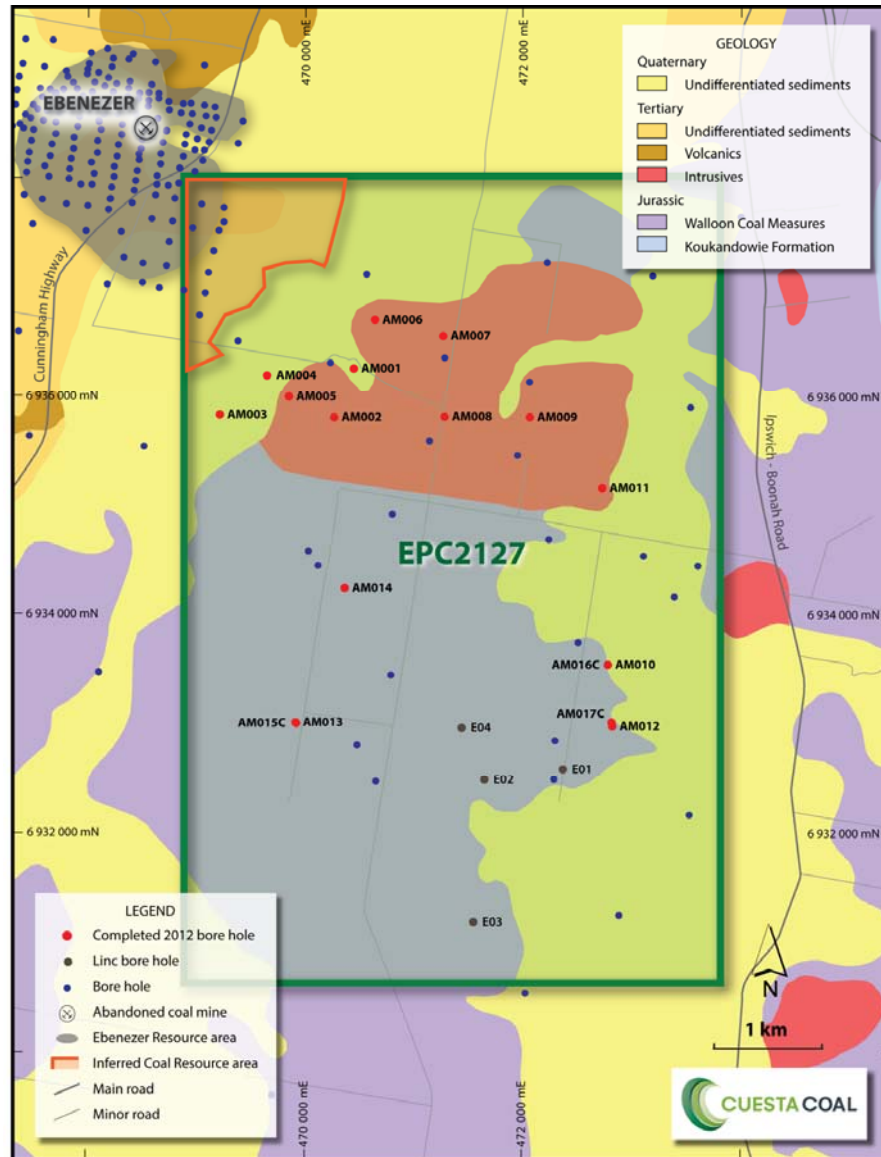 470 000 mE
472 000 mE
GEOLOGY
Quaternary
Undifferentiated sediments
Tertiary
Undifferentiated sediments
Volcanics
Intrusives
Jurassic
Walloon Coal Measures
Koukandowie Formation
EBENEZER
Cunningham Highway
AM006
AM007
AM001
AM004
AM005
6 936 000 mN
6 936 000 mN
AM003
AM002
AM008
AM009
Ipswich - Boonah Road
AM011
EPC2127
AM014
6 934 000 mN
6 934 000 mN
AM016C
AM010
AM015C
AM013
AM017C
AM012
E04
E01
E02
6 932 000 mN
6 932 000 mN
E03
LEGEND
Completed 2012 bore hole
Linc bore hole
Bore hole
Abandoned coal mine
Ebenezer Resource area
Inferred Coal Resource area
Main road
Minor road
N
1 km
CUESTA COAL
470 000 mE
472 000 mE